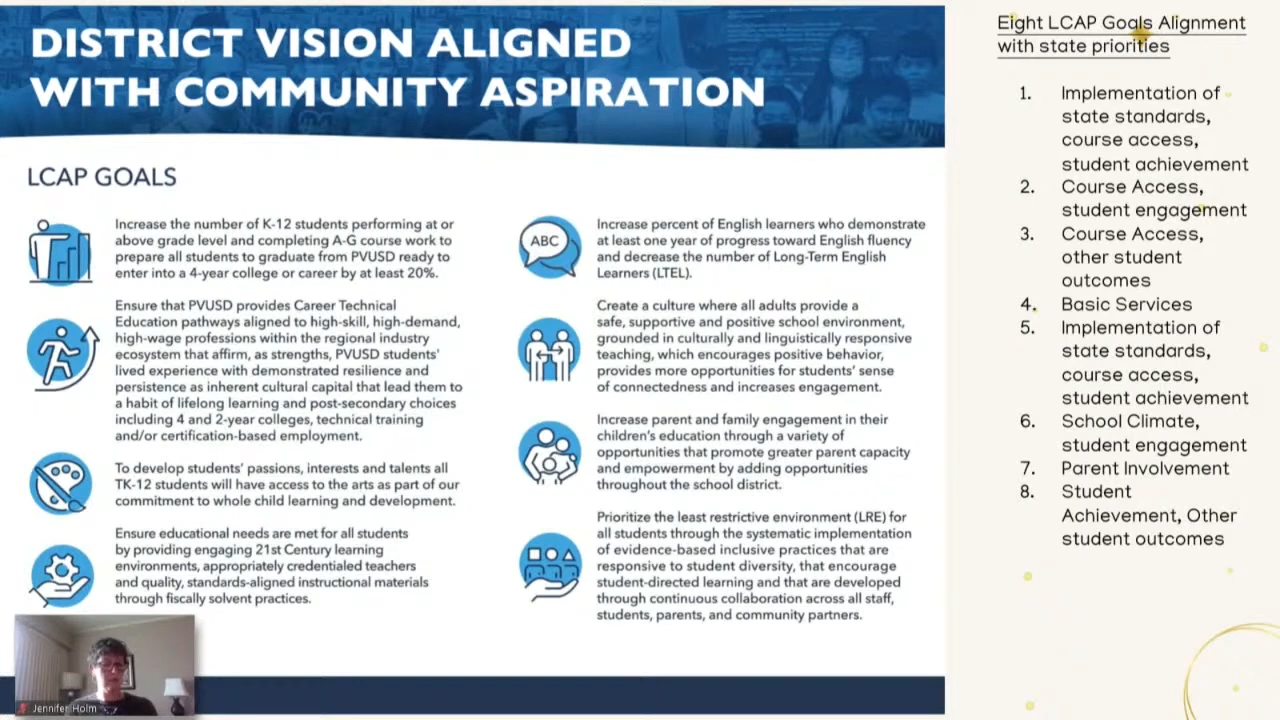 DISTRICT VISION ALIGNED
WITH COMMUNITY ASPIRATION
LCAP GOALS
Increase the number of K-12 students performing at or
above grade level and completing A-G course work to
prepare all students to graduate from PVUSD ready to
enter into a 4-year college or career by at least 20%.
Ensure that PVUSD provides Career Technical
Education pathways aligned to high-skill, high-demand,
high-wage professions within the regional industry
ecosystem that affirm, as strengths, PVUSD students'
lived experience with demonstrated resilience and
persistence as inherent cultural capital that lead them to
a habit of lifelong learning and post-secondary choices
including 4 and 2-year colleges, technical training
and/or certification-based employment.
To develop students' passions, interests and talents all
TK-12 students will have access to the arts as part of our
commitment to whole child learning and development.
Ensure educational needs are met for all students
by providing engaging 21st Century learning
environments, appropriately credentialed teachers
and quality, standards-aligned instructional materials
through fiscally solvent practices.
ABC
Increase percent of English learners who demonstrate
at least one year of progress toward English fluency
and decrease the number of Long-Term English
Learners (LTEL).
Create a culture where all adults provide a
safe, supportive and positive school environment,
grounded in culturally and linguistically responsive
teaching, which encourages positive behavior,
provides more opportunities for students' sense
of connectedness and increases engagement.
Increase parent and family engagement in their
children's education through a variety of
opportunities that promote greater parent capacity
and empowerment by adding opportunities
throughout the school district.
Prioritize the least restrictive environment (LRE) for
all students through the systematic implementation
of evidence-based inclusive practices that are
responsive to student diversity, that encourage
student-directed learning and that are developed
through continuous collaboration across all staff,
students, parents, and community partners.
Eight LCAP Goals Alignment
with state priorities
1. Implementation of
state standards,
course access,
student achievement
2. Course Access,
student engagement
3. Course Access,
other student
outcomes
4. Basic Services
5. Implementation of
state standards,
course access,
student achievement
6. School Climate,
student engagement
7. Parent Involvement
8. Student
Achievement, Other
student outcomes
Jennifer Holm